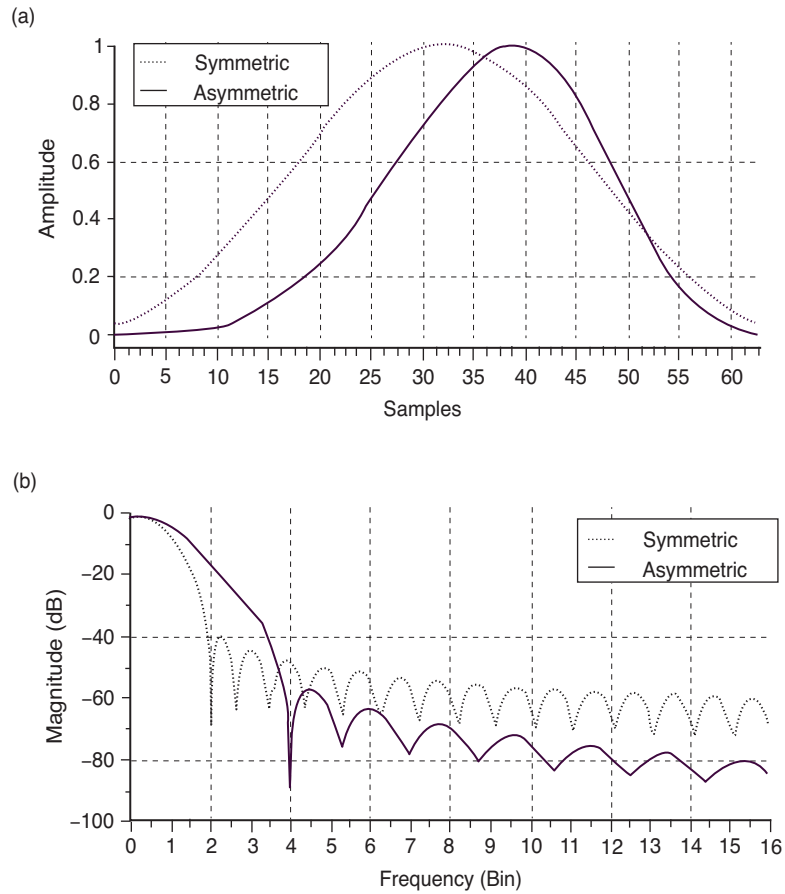 (a)
1
0.8
0.6
0.4
0.2
0
Amplitude
Symmetric
Asymmetric
0 5 10 15 20 25 30 35 40 45 50 55 60
Samples
(b)
0
−20
−40
−60
−80
−100
Magnitude (dB)
Symmetric
Asymmetric
0 1 2 3 4 5 6 7 8 9 10 11 12 13 14 15 16
Frequency (Bin)